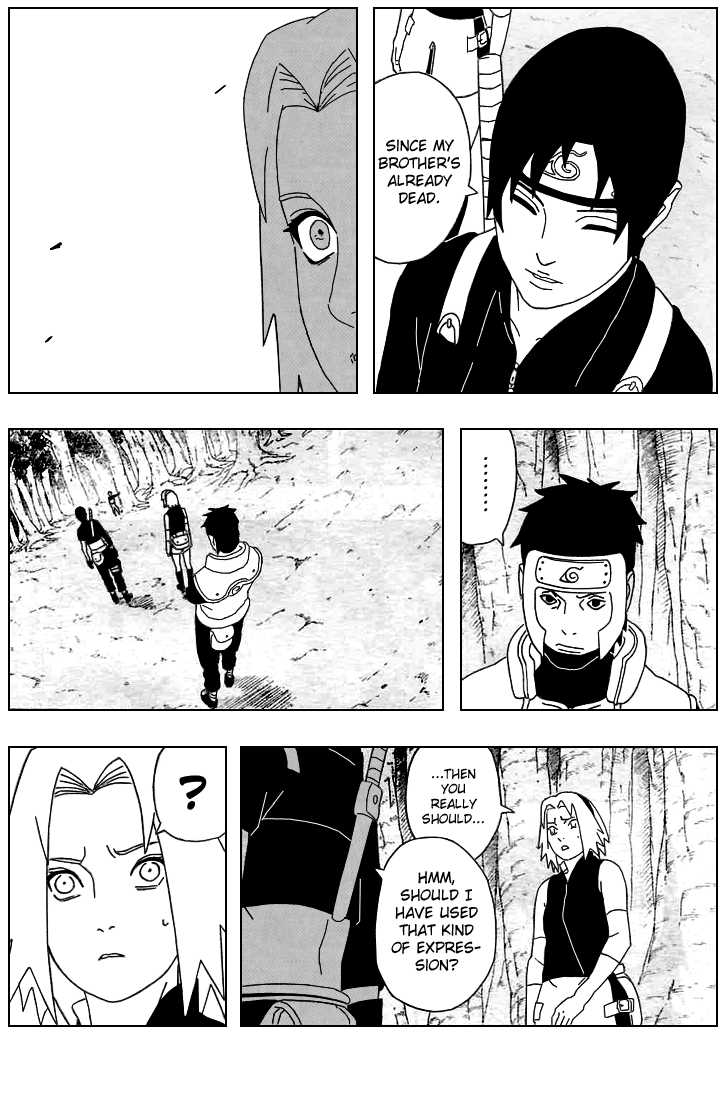 SINCE MY
BROTHER'S
ALREADY
DEAD.
........
...THEN
YOU
REALLY
SHOULD...
HMM,
SHOULD I
HAVE USED
THAT KIND
OF EXPRES-
SION?
?